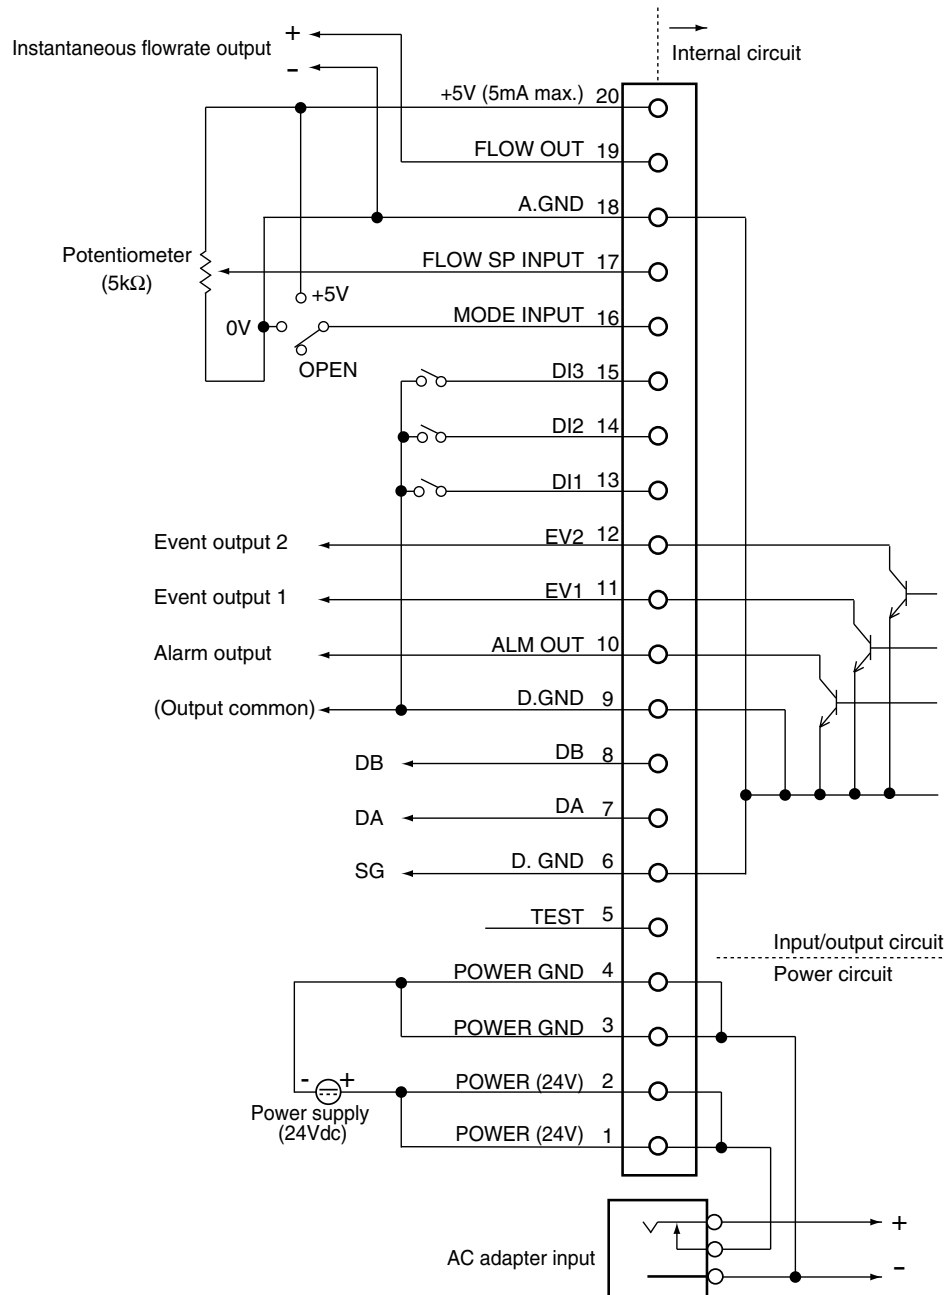 Instantaneous flowrate output
+
-
Internal circuit
+5V (5mA max.) 20
FLOW OUT 19
A.GND 18
Potentiometer
(5kΩ)
FLOW SP INPUT 17
+5V
0V
MODE INPUT 16
OPEN
DI3 15
DI2 14
DI1 13
Event output 2
EV2 12
Event output 1
EV1 11
Alarm output
ALM OUT 10
(Output common)
D.GND 9
DB
DB 8
DA
DA 7
SG
D. GND 6
TEST 5
Input/output circuit
Power circuit
POWER GND 4
POWER GND 3
- +
POWER (24V) 2
Power supply
(24Vdc)
POWER (24V) 1
AC adapter input
+
-